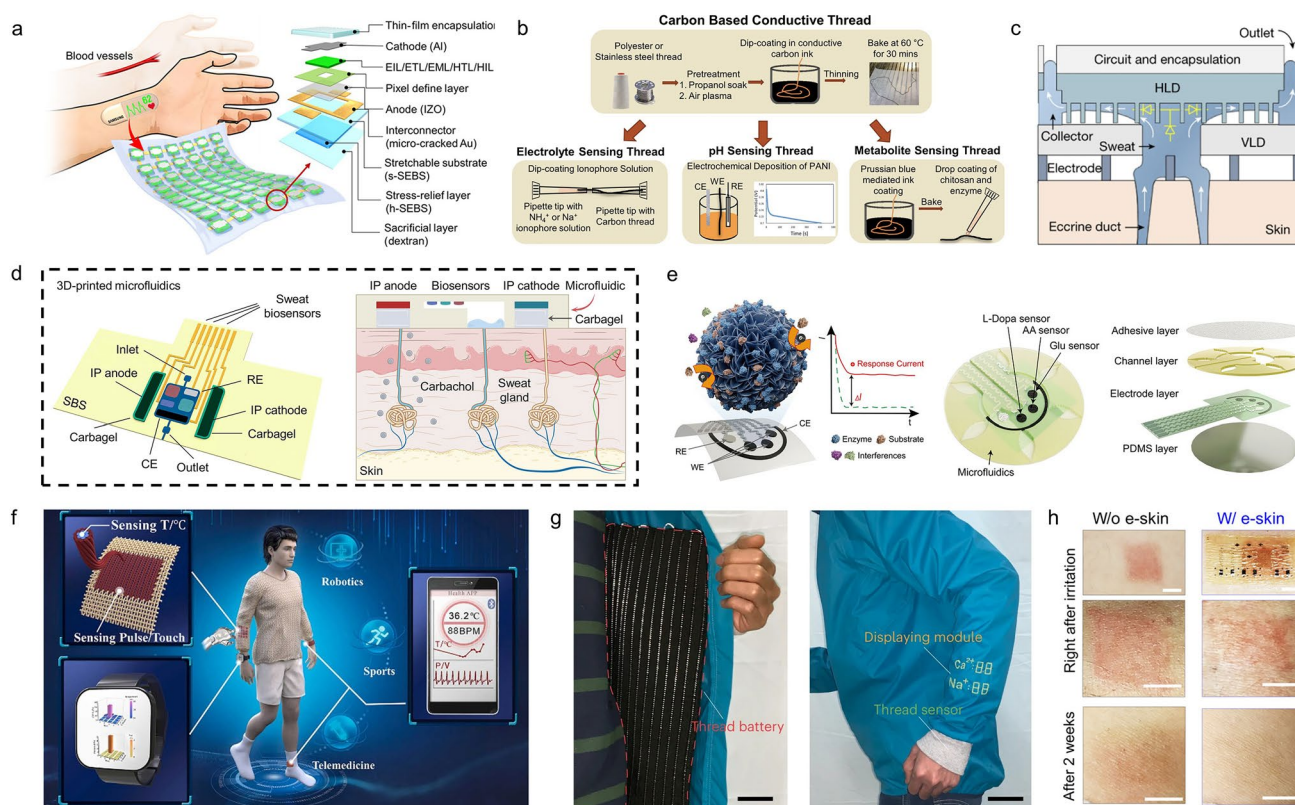 a
Blood vessels
62
SAMSUNG
Thin-film encapsulation
Cathode (Al)
EIL/ETL/EML/HTL/HIL
Pixel define layer
Anode (IZO)
Interconnector
(micro-cracked Au)
Stretchable substrate
(s-SEBS)
Stress-relief layer
(h-SEBS)
Sacrificial layer
(dextran)
b
Carbon Based Conductive Thread
Polyester or
Stainless steel thread
Pretreatment
1. Propanol soak
2. Air plasma
Dip-coating in conductive
carbon ink
Thinning
Bake at 60 °C
for 30 mins
Electrolyte Sensing Thread
Dip-coating Ionophore Solution
Pipette tip with
NH₄⁺ or Na⁺
ionophore solution
Pipette tip with
Carbon thread
pH Sensing Thread
Electrochemical Deposition of PANI
CE
WE
RE
Time [s]
Metabolite Sensing Thread
Prussian blue
mediated ink
coating
Bake
Drop coating of
chitosan and
enzyme
c
Outlet
Circuit and encapsulation
HLD
Collector
Sweat
VLD
Electrode
Eccrine duct
Skin
d
3D-printed microfluidics
Sweat
biosensors
Inlet
IP anode
SBS
Carbagel
CE
Outlet
RE
IP cathode
Carbagel
IP anode
Biosensors
IP cathode
Microfluidic
Carbagel
Carbachol
Sweat
gland
Skin
e
RE
WE
CE
I
Response Current
ΔI
t
Enzyme
Substrate
Interferences
L-Dopa sensor
AA sensor
Glu sensor
Microfluidics
Adhesive layer
Channel layer
Electrode layer
PDMS layer
f
Sensing T/°C
Sensing Pulse/Touch
Robotics
Sports
Telemedicine
Health APP
36.2°C
88BPM
T/°C
P/V
g
Thread battery
Displaying module
Ca²⁺:88
Na⁺:88
Thread sensor
h
W/o e-skin
W/ e-skin
Right after irritation
After 2 weeks